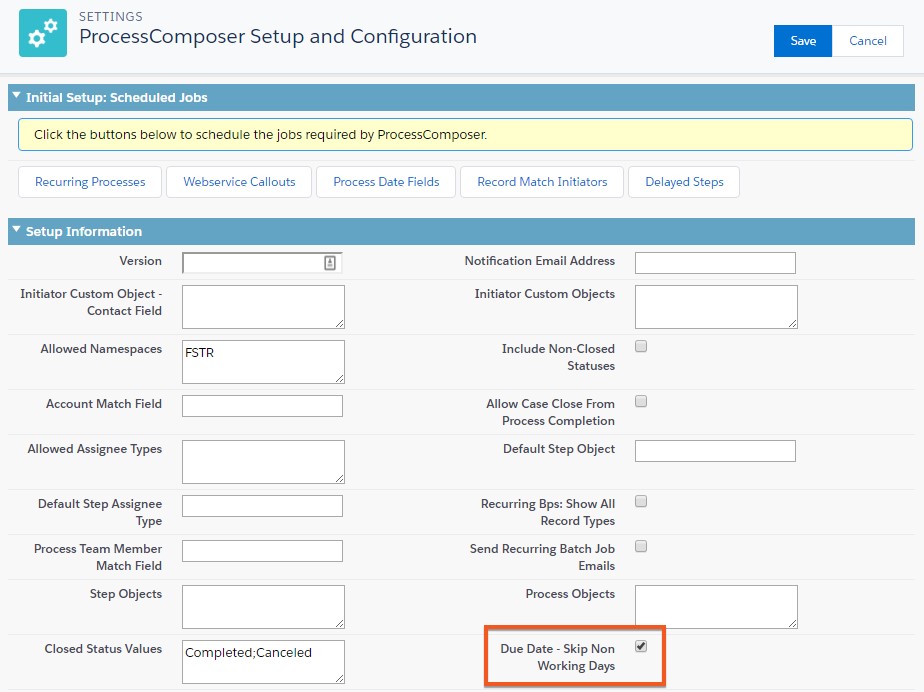 SETTINGS
ProcessComposer Setup and Configuration
Save
Cancel
Initial Setup: Scheduled Jobs
Click the buttons below to schedule the jobs required by ProcessComposer.
Recurring Processes
Webservice Callouts
Process Date Fields
Record Match Initiators
Delayed Steps
Setup Information
Version
Notification Email Address
Initiator Custom Object -
Contact Field
Initiator Custom Objects
Allowed Namespaces
FSTR
Include Non-Closed
Statuses
Account Match Field
Allow Case Close From
Process Completion
Allowed Assignee Types
Default Step Object
Default Step Assignee
Type
Recurring Bps: Show All
Record Types
Process Team Member
Match Field
Send Recurring Batch Job
Emails
Step Objects
Process Objects
Closed Status Values
Completed;Canceled
Due Date - Skip Non
Working Days